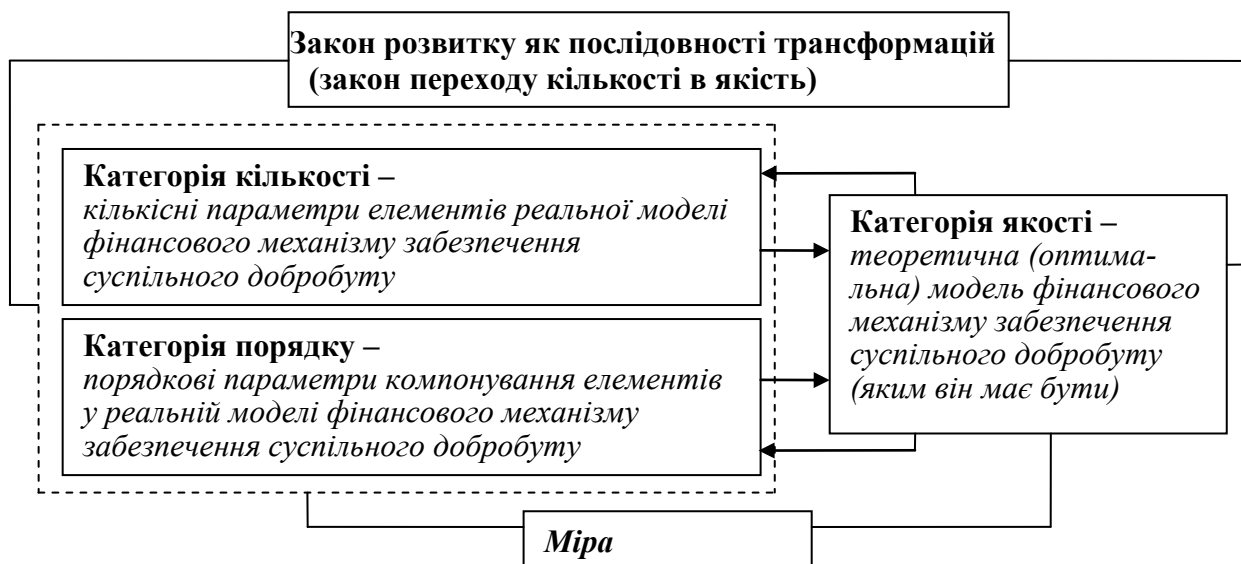 Закон розвитку як послідовності трансформацій
(закон переходу кількості в якість)
Категорія кількості –
кількісні параметри елементів реальної моделі
фінансового механізму забезпечення
суспільного добробуту
Категорія порядку –
порядкові параметри компонування елементів
у реальній моделі фінансового механізму
забезпечення суспільного добробуту
Категорія якості –
теоретична (оптима-
льна) модель фінансового
механізму забезпечення
суспільного добробуту
(яким він має бути)
Міра